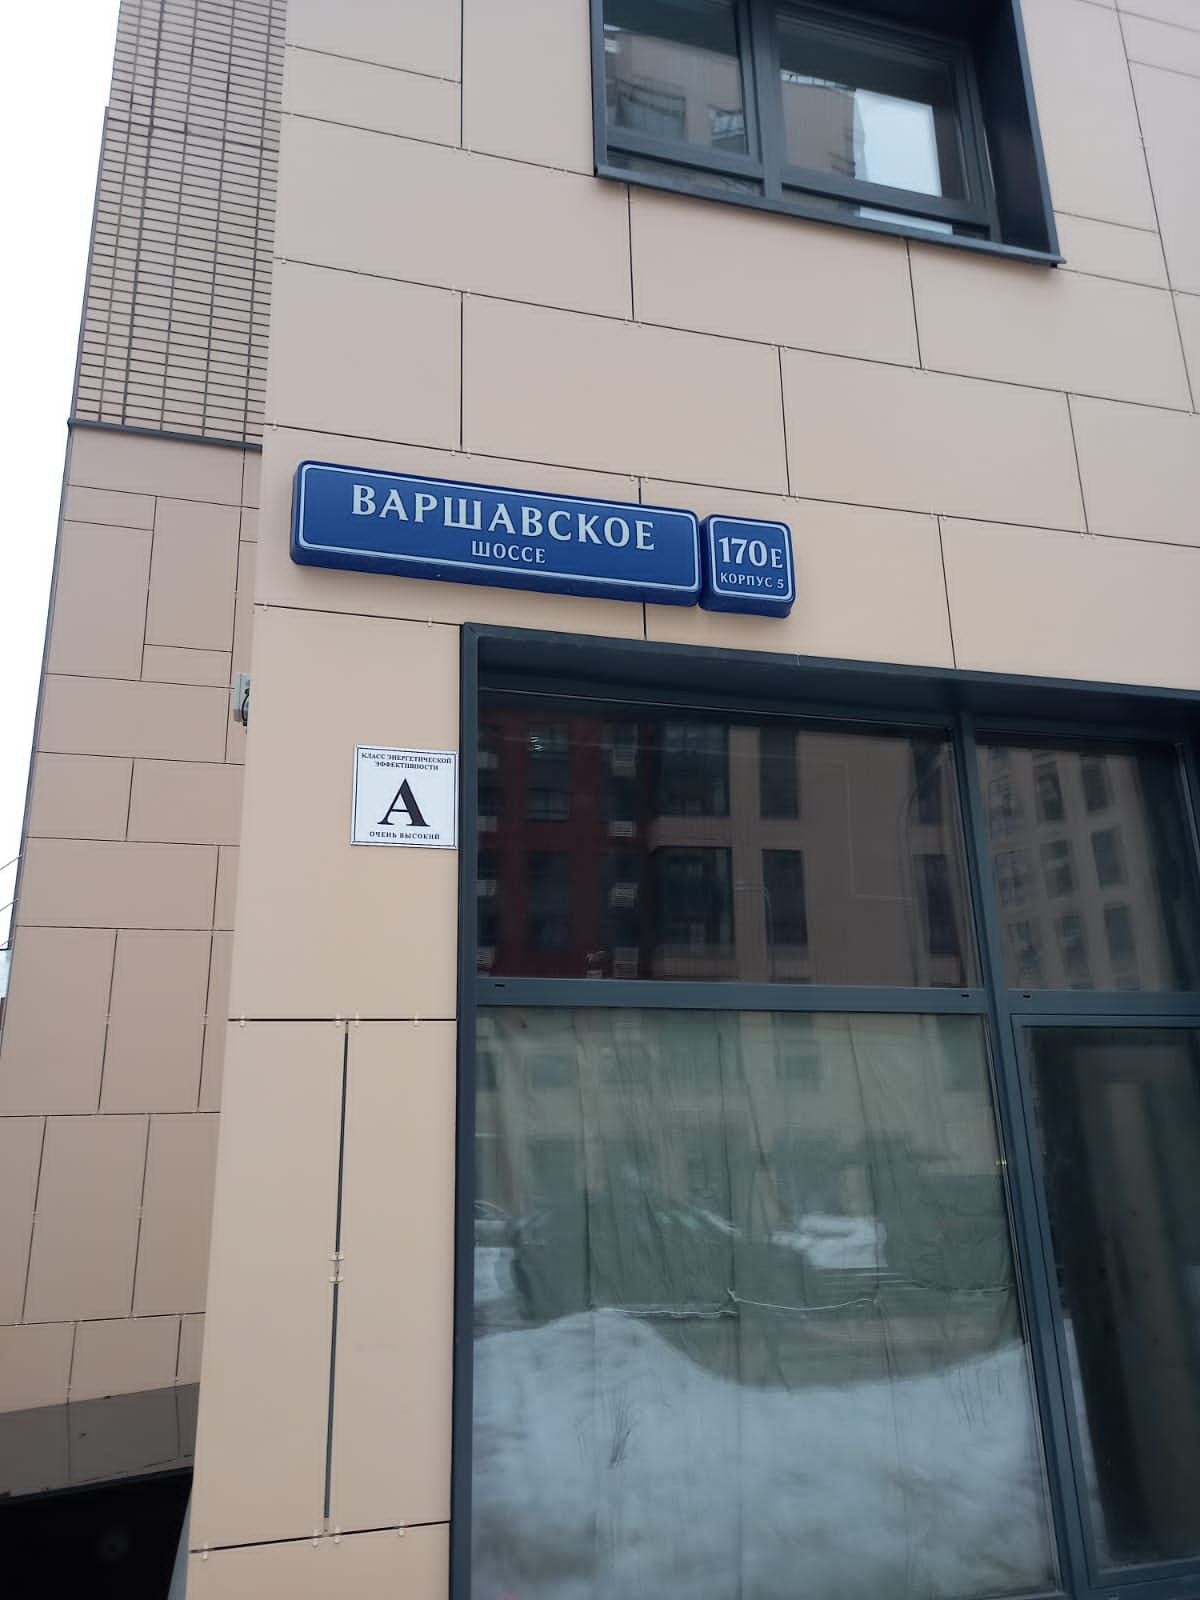 ВАРШАВСКОЕ
ШОССЕ
170Е
КОРПУС 5
КЛАСС ЭНЕРГЕТИЧЕСКОЙ
ЭФФЕКТИВНОСТИ
А
ОЧЕНЬ ВЫСОКИЙ